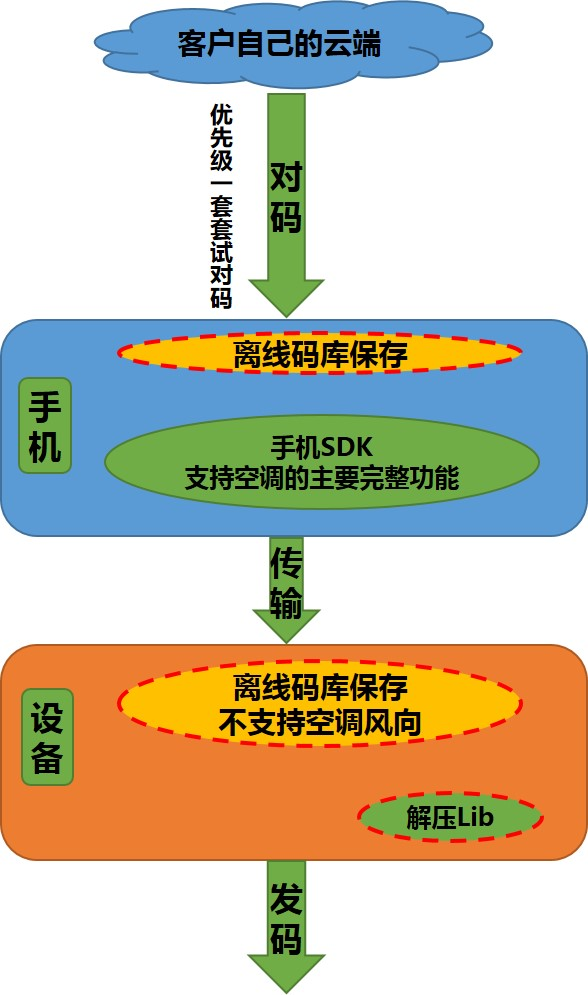 客户自己的云端
优先级一套套试对码
对码
离线码库保存
手机
手机SDK
支持空调的主要完整功能
传输
离线码库保存
不支持空调风向
设备
解压Lib
发码